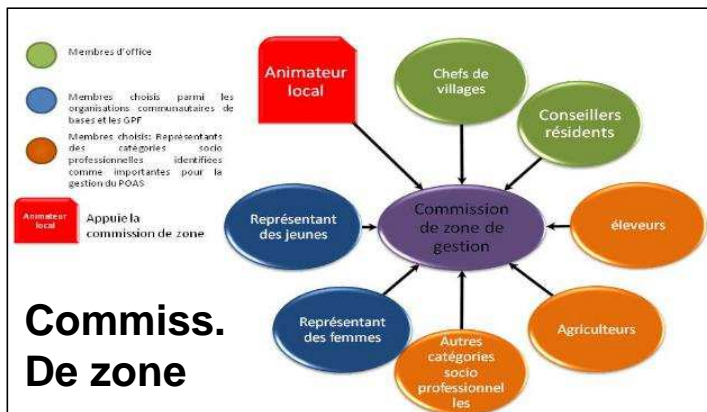 Membres d'office
Membres choisis parmi les
organisations communautaires de
bases et les GPF
Membres choisis: Représentants
des catégories socio
professionnelles identifiées
comme importantes pour la
gestion du POAS
Animateur
local
Appuie la
commission de zone
Commiss.
De zone
Animateur
local
Chefs de
villages
Conseillers
résidents
Représentant
des jeunes
Commission
de zone de
gestion
éleveurs
Représentant
des femmes
Autres
catégories
socio
professionnel
les
Agriculteurs